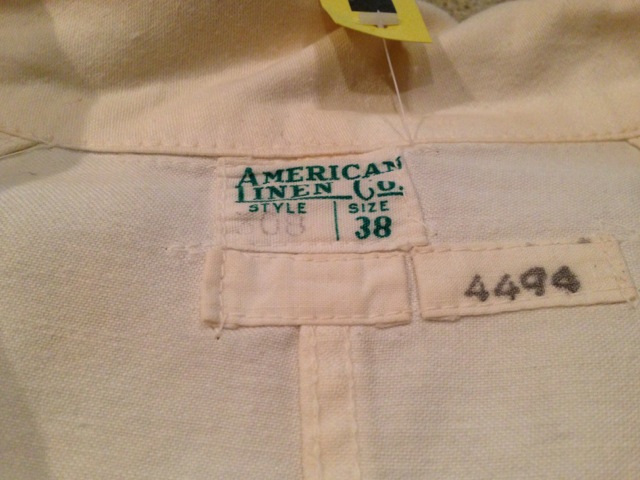 AMERICAN
LINEN CO.
STYLE SIZE
38
4494